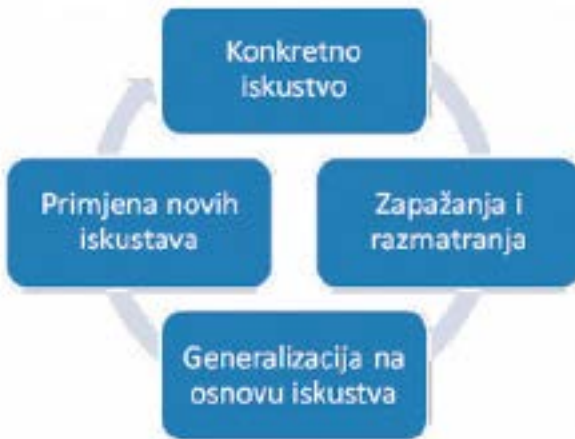 Konkretno
iskustvo
Zapažanja i
razmatranja
Generalizacija na
osnovu iskustva
Primjena novih
iskustava